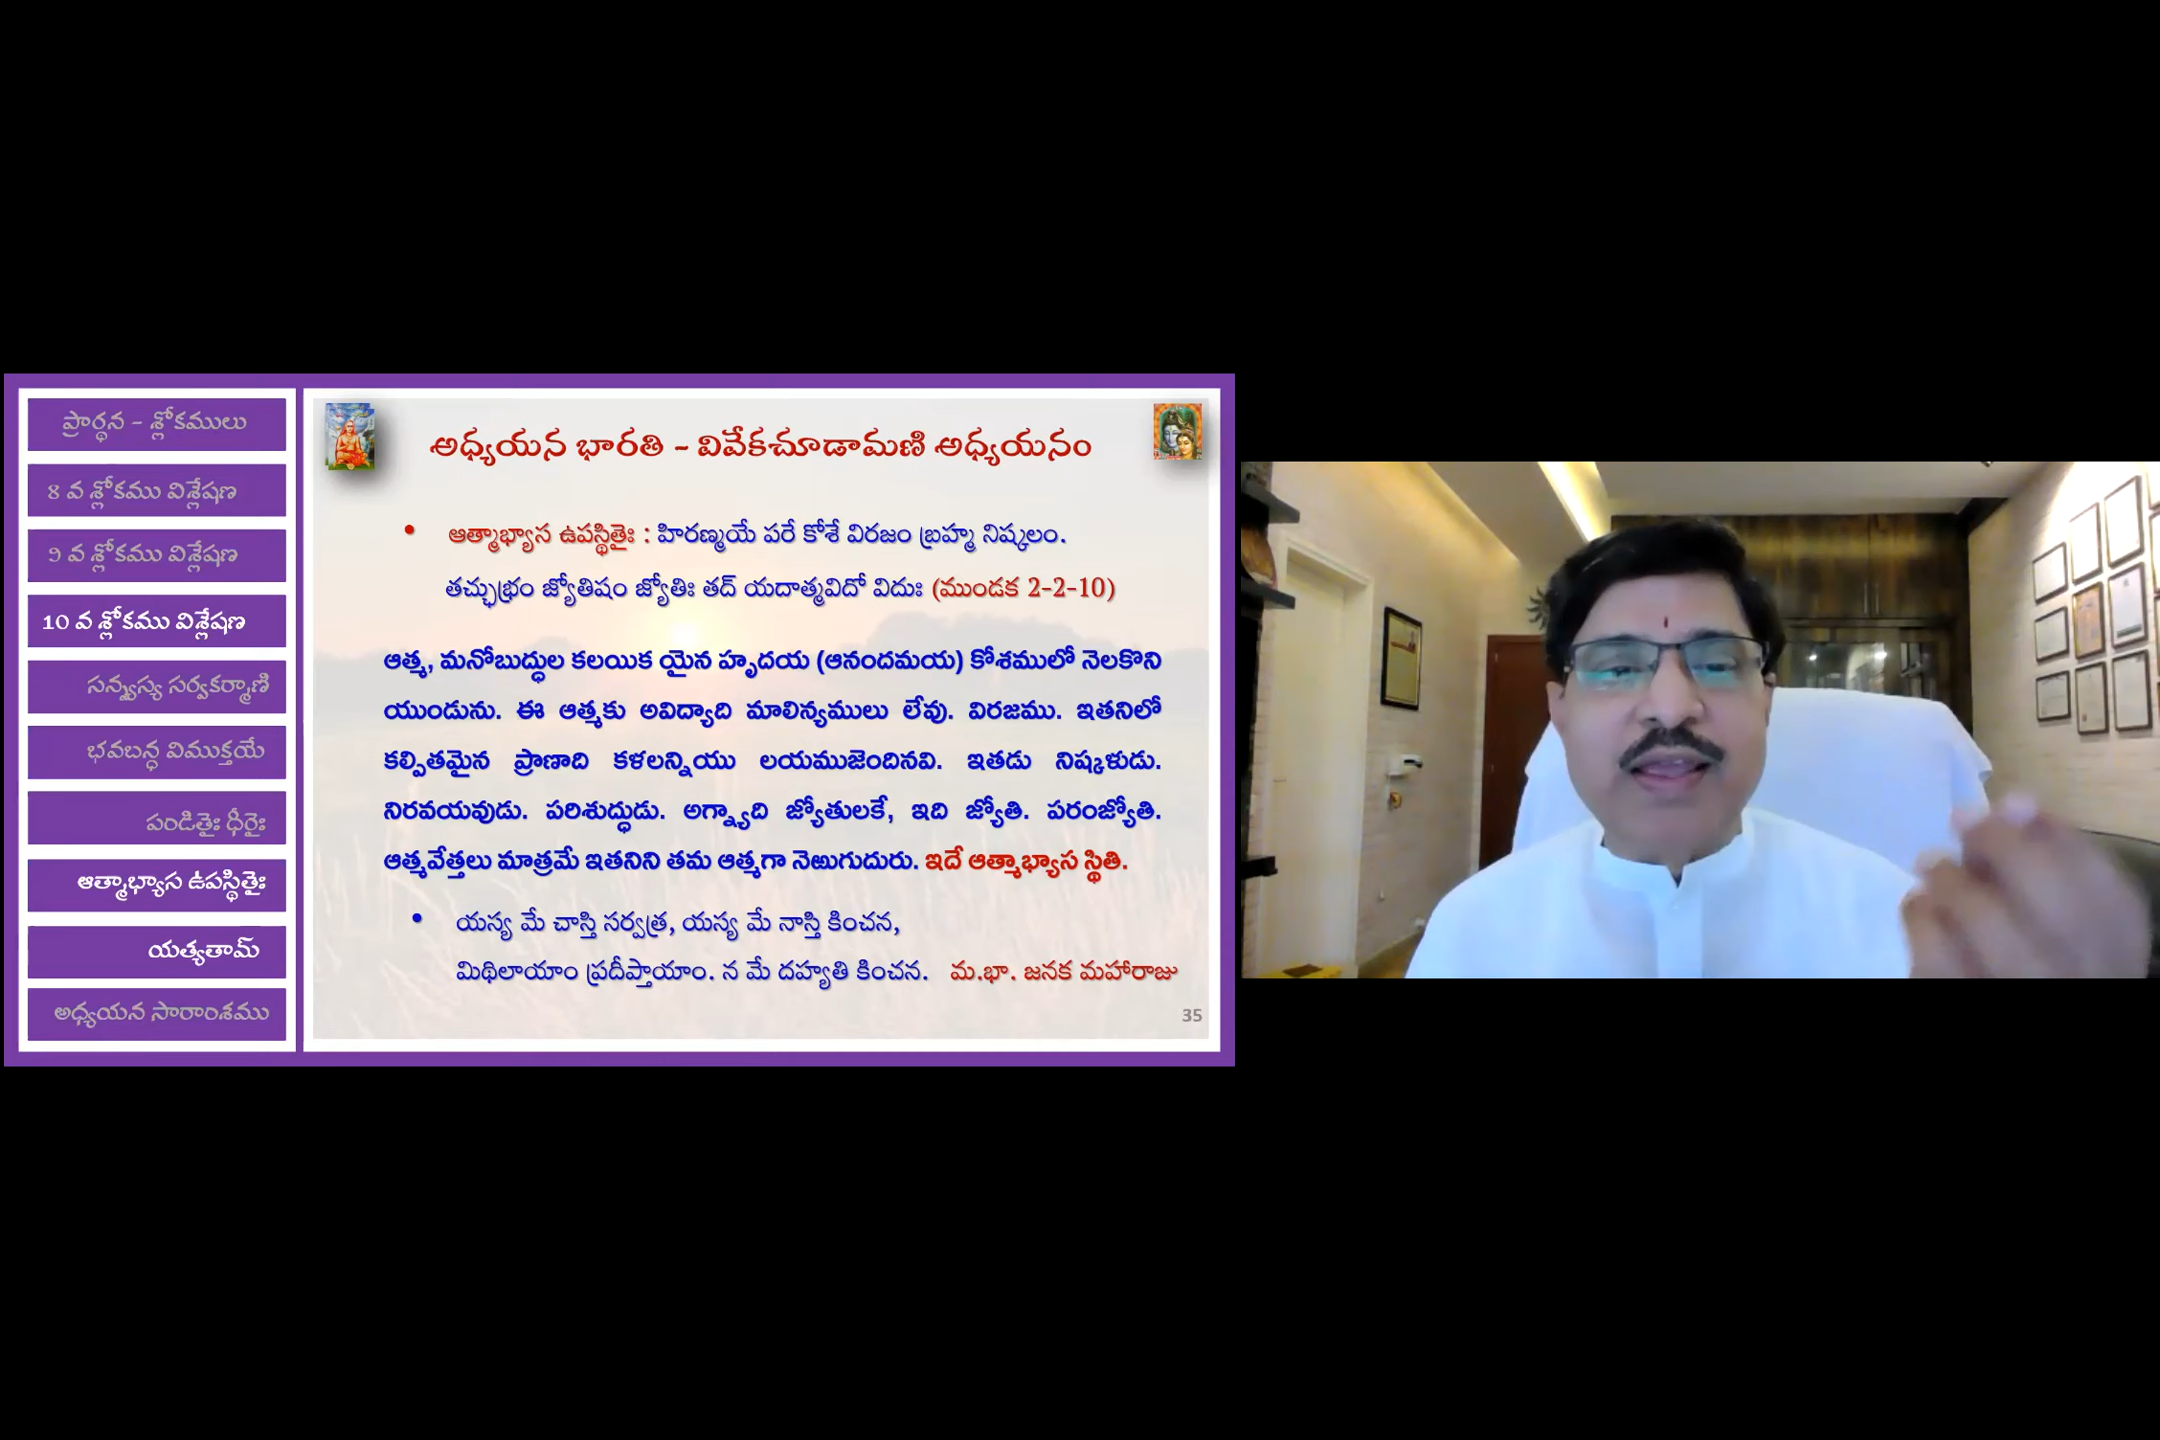 ప్రార్థన - శ్లోకములు
8 వ శ్లోకము విశ్లేషణ
9 వ శ్లోకము విశ్లేషణ
10 వ శ్లోకము విశ్లేషణ
సన్న్యస్య సర్వకర్మాణి
భవబన్ధ విముక్తయే
పండితైః ధీరైః
ఆత్మాభ్యాస ఉపస్థితైః
యత్యతామ్
అధ్యయన సారాంశము
అధ్యయన భారతి - వివేకచూడామణి అధ్యయనం
• ఆత్మాభ్యాస ఉపస్థితైః : హిరణ్మయే పరే కోశే విరజం బ్రహ్మ నిష్కలం.
తచ్ఛుభ్రం జ్యోతిషం జ్యోతిః తద్ యదాత్మవిదో విదుః (ముండక 2-2-10)
ఆత్మ, మనోబుద్ధుల కలయిక యైన హృదయ (ఆనందమయ) కోశములో నెలకొని
యుండును. ఈ ఆత్మకు అవిద్యాది మాలిన్యములు లేవు. విరజము. ఇతనిలో
కల్పితమైన ప్రాణాది కళలన్నియు లయముజెందినవి. ఇతడు నిష్కళుడు.
నిరవయవుడు. పరిశుద్ధుడు. అగ్న్యాది జ్యోతులకే, ఇది జ్యోతి. పరంజ్యోతి.
ఆత్మవేత్తలు మాత్రమే ఇతనిని తమ ఆత్మగా నెఱుగుదురు. ఇదే ఆత్మాభ్యాస స్థితి.
• యస్య మే చాస్తి సర్వత్ర, యస్య మే నాస్తి కించన,
మిథిలాయాం ప్రదీప్తాయాం. న మే దహ్యతి కించన. మ.భా. జనక మహారాజు
35